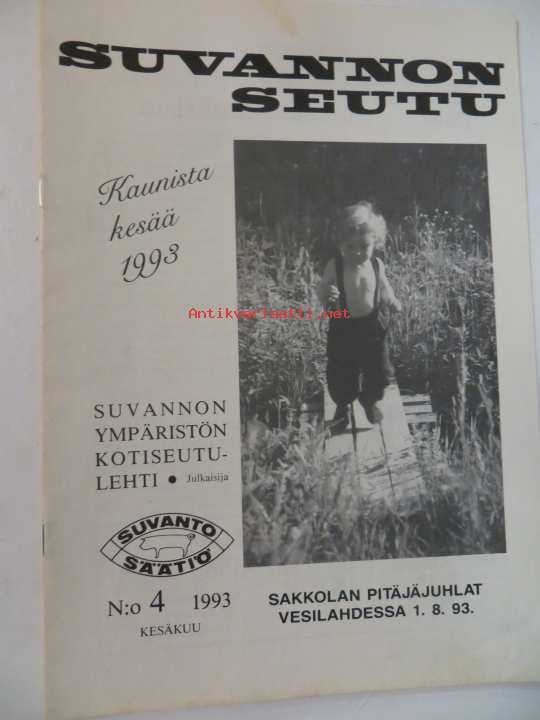 SUVANNON
SEUTU
Kaunista
kesää
1993
Antikvariaatti.net
SUVANNON
YMPÄRISTÖN
KOTISEUTU-
LEHTI • Julkaisija
SUVANTO
SÄÄTIÖ
N:o 4 1993
KESÄKUU
SAKKOLAN PITÄJÄJUHLAT
VESILAHDESSA 1. 8. 93.